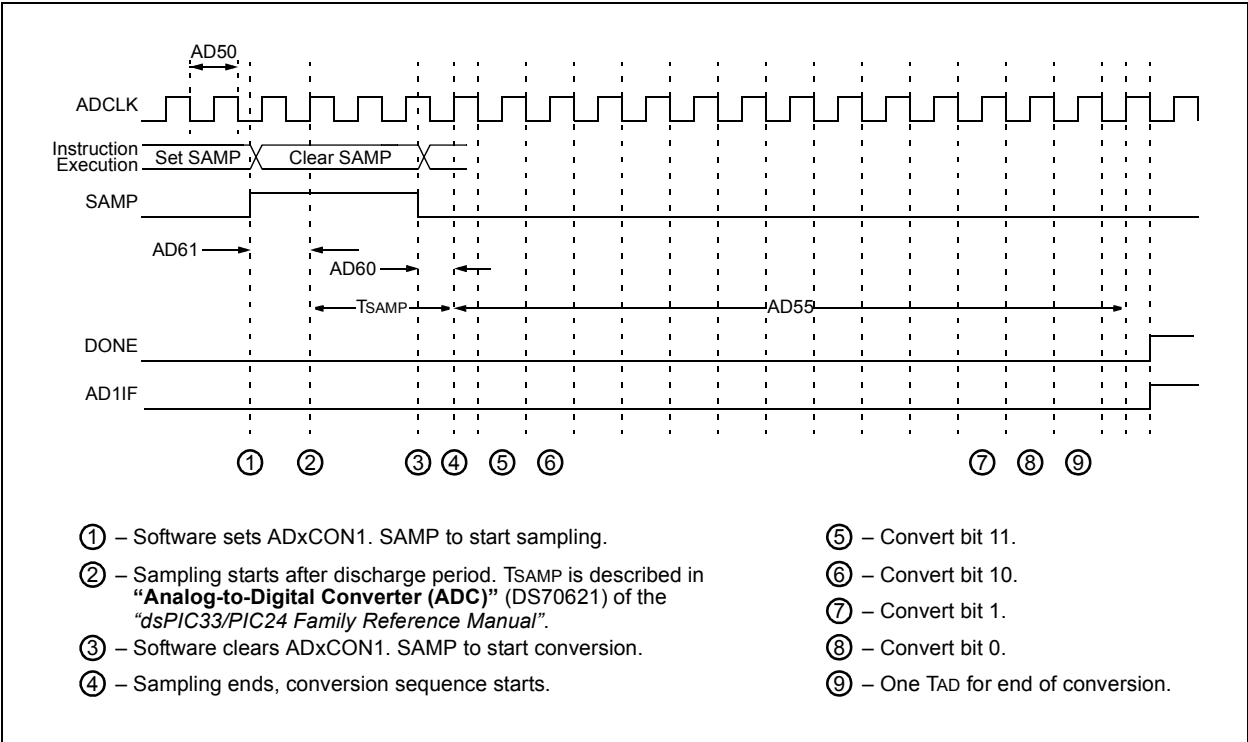 AD50
ADCLK
Instruction
Execution
Set SAMP
Clear SAMP
SAMP
AD61
AD60
TSAMP
AD55
DONE
AD1IF
1 2 3 4 5 6 7 8 9
1 – Software sets ADxCON1. SAMP to start sampling.
2 – Sampling starts after discharge period. TSAMP is described in
“Analog-to-Digital Converter (ADC)” (DS70621) of the
“dsPIC33/PIC24 Family Reference Manual”.
3 – Software clears ADxCON1. SAMP to start conversion.
4 – Sampling ends, conversion sequence starts.
5 – Convert bit 11.
6 – Convert bit 10.
7 – Convert bit 1.
8 – Convert bit 0.
9 – One TAD for end of conversion.